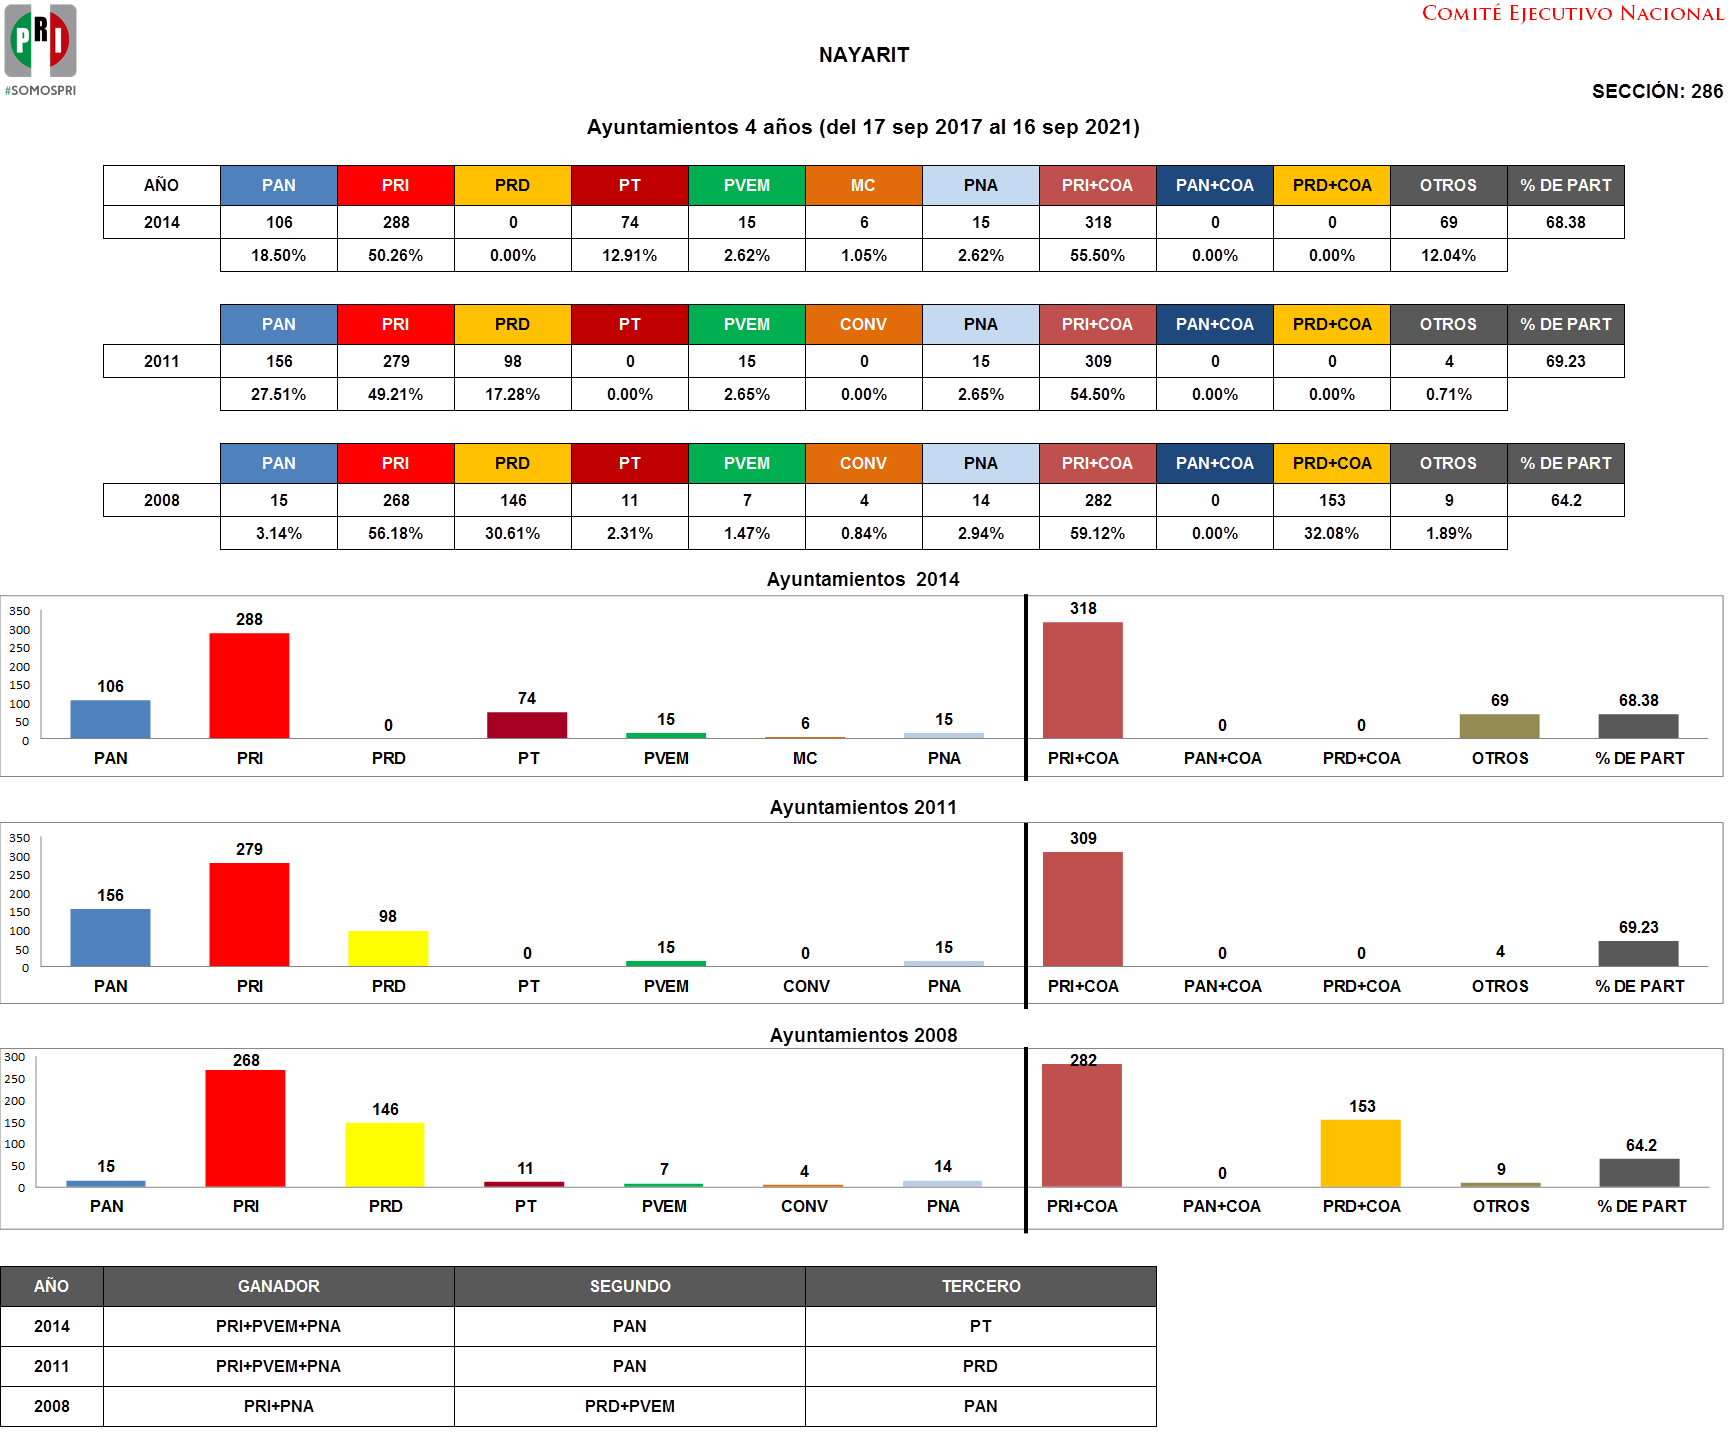 PRI
#SOMOSPRI
COMITÉ EJECUTIVO NACIONAL
NAYARIT
SECCIÓN: 286
Ayuntamientos 4 años (del 17 sep 2017 al 16 sep 2021)
AÑO PAN PRI PRD PT PVEM MC PNA PRI+COA PAN+COA PRD+COA OTROS % DE PART
2014 106 288 0 74 15 6 15 318 0 0 69 68.38
18.50% 50.26% 0.00% 12.91% 2.62% 1.05% 2.62% 55.50% 0.00% 0.00% 12.04%
PAN PRI PRD PT PVEM CONV PNA PRI+COA PAN+COA PRD+COA OTROS % DE PART
2011 156 279 98 0 15 0 15 309 0 0 4 69.23
27.51% 49.21% 17.28% 0.00% 2.65% 0.00% 2.65% 54.50% 0.00% 0.00% 0.71%
PAN PRI PRD PT PVEM CONV PNA PRI+COA PAN+COA PRD+COA OTROS % DE PART
2008 15 268 146 11 7 4 14 282 0 153 9 64.2
3.14% 56.18% 30.61% 2.31% 1.47% 0.84% 2.94% 59.12% 0.00% 32.08% 1.89%
Ayuntamientos 2014
350
300
250
200
150
100
50
0
106 288 0 74 15 6 15 318 0 0 69 68.38
PAN PRI PRD PT PVEM MC PNA PRI+COA PAN+COA PRD+COA OTROS % DE PART
Ayuntamientos 2011
350
300
250
200
150
100
50
0
156 279 98 0 15 0 15 309 0 0 4 69.23
PAN PRI PRD PT PVEM CONV PNA PRI+COA PAN+COA PRD+COA OTROS % DE PART
Ayuntamientos 2008
300
250
200
150
100
50
0
15 268 146 11 7 4 14 282 0 153 9 64.2
PAN PRI PRD PT PVEM CONV PNA PRI+COA PAN+COA PRD+COA OTROS % DE PART
AÑO GANADOR SEGUNDO TERCERO
2014 PRI+PVEM+PNA PAN PT
2011 PRI+PVEM+PNA PAN PRD
2008 PRI+PNA PRD+PVEM PAN